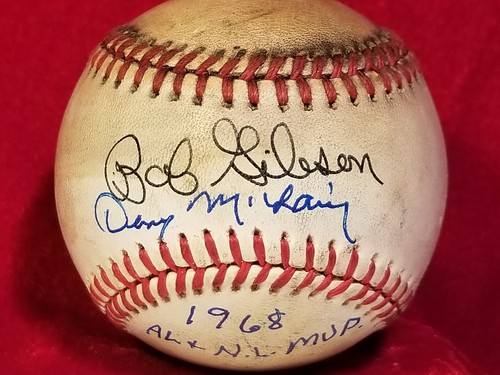 Bob Gibson
Denny McLain
1968
AL & N.L. MVP.